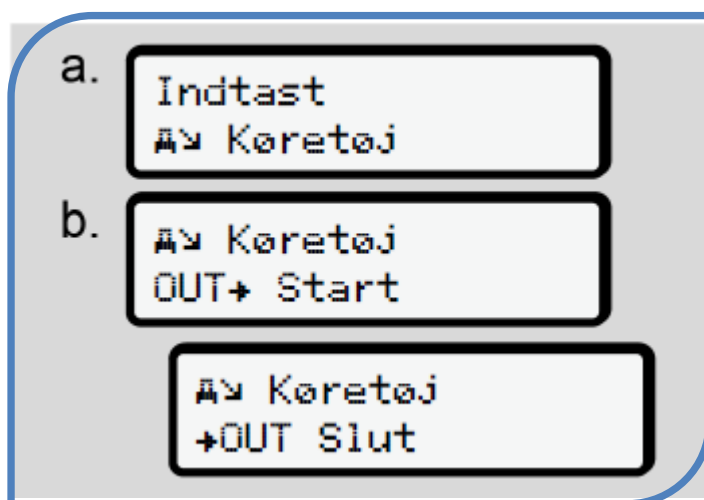 a.
Indtast
Køretøj
b.
Køretøj
OUT→ Start
Køretøj
→OUT Slut